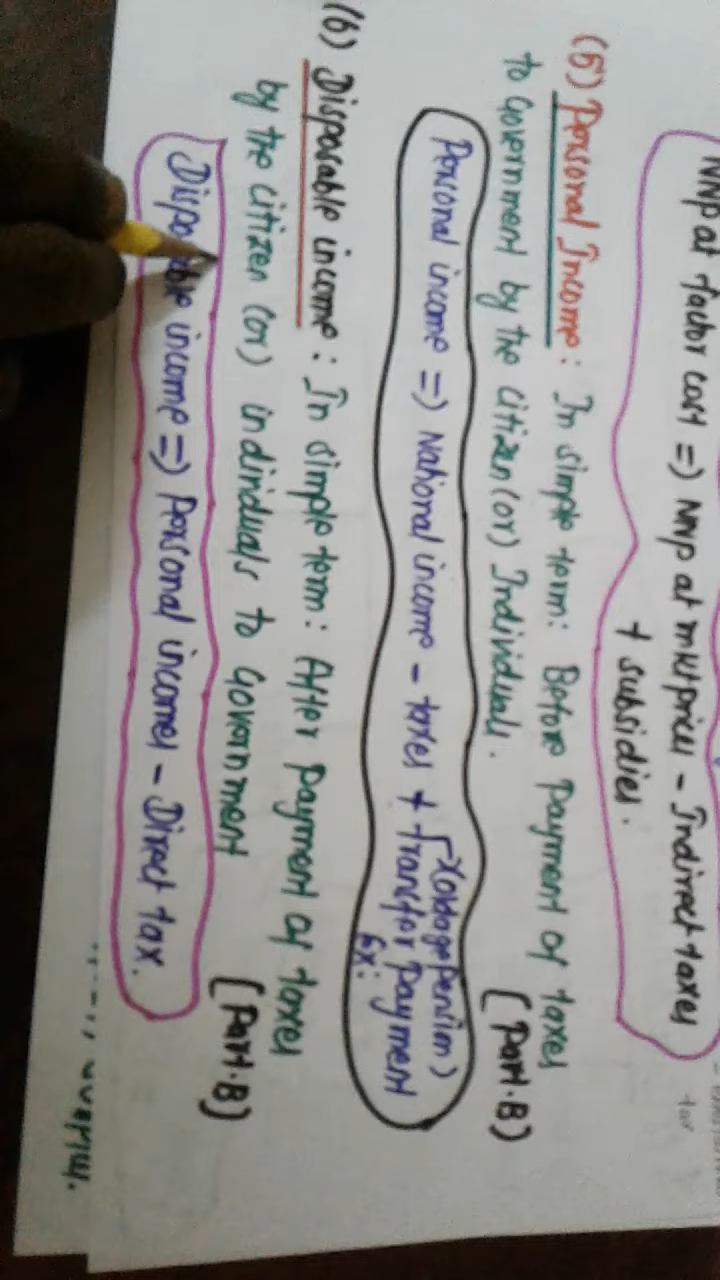 NNP at factor cost => NNP at mkt prices - Indirect taxes
+ subsidies.
(5) Personal Income: In simple term: Before payment of taxes
to Government by the citizen (or) Individuals.
(Part.B)
(oldage pension)
Personal income => National income - taxes + Transfer payment
Ex:
(6) Disposable income: In simple term: After payment of taxes
by the citizen (or) individuals to Government
(Part.B)
Disposable income => Personal incomes - Direct tax.